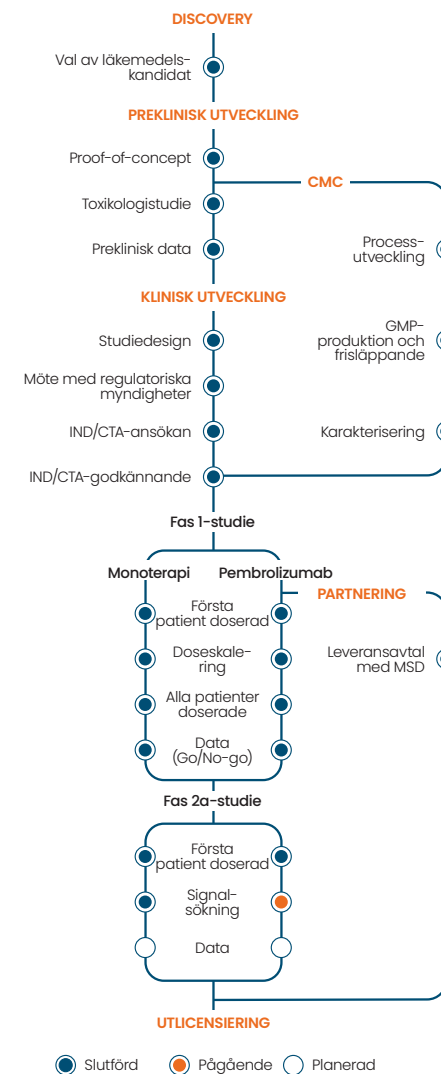 DISCOVERY
Val av läkemedels-
kandidat
PREKLINISK UTVECKLING
Proof-of-concept
CMC
Toxikologistudie
Preklinisk data
Process-
utveckling
KLINISK UTVECKLING
Studiedesign
GMP-
produktion och
frisläppande
Möte med regulatoriska
myndigheter
IND/CTA-ansökan
Karakterisering
IND/CTA-godkännande
Fas 1-studie
Monoterapi
Pembrolizumab
PARTNERING
Första
patient doserad
Doseskale-
ring
Leveransavtal
med MSD
Alla patienter
doserade
Data
(Go/No-go)
Fas 2a-studie
Första
patient doserad
Signal-
sökning
Data
UTLICENSIERING
Slutförd
Pågående
Planerad